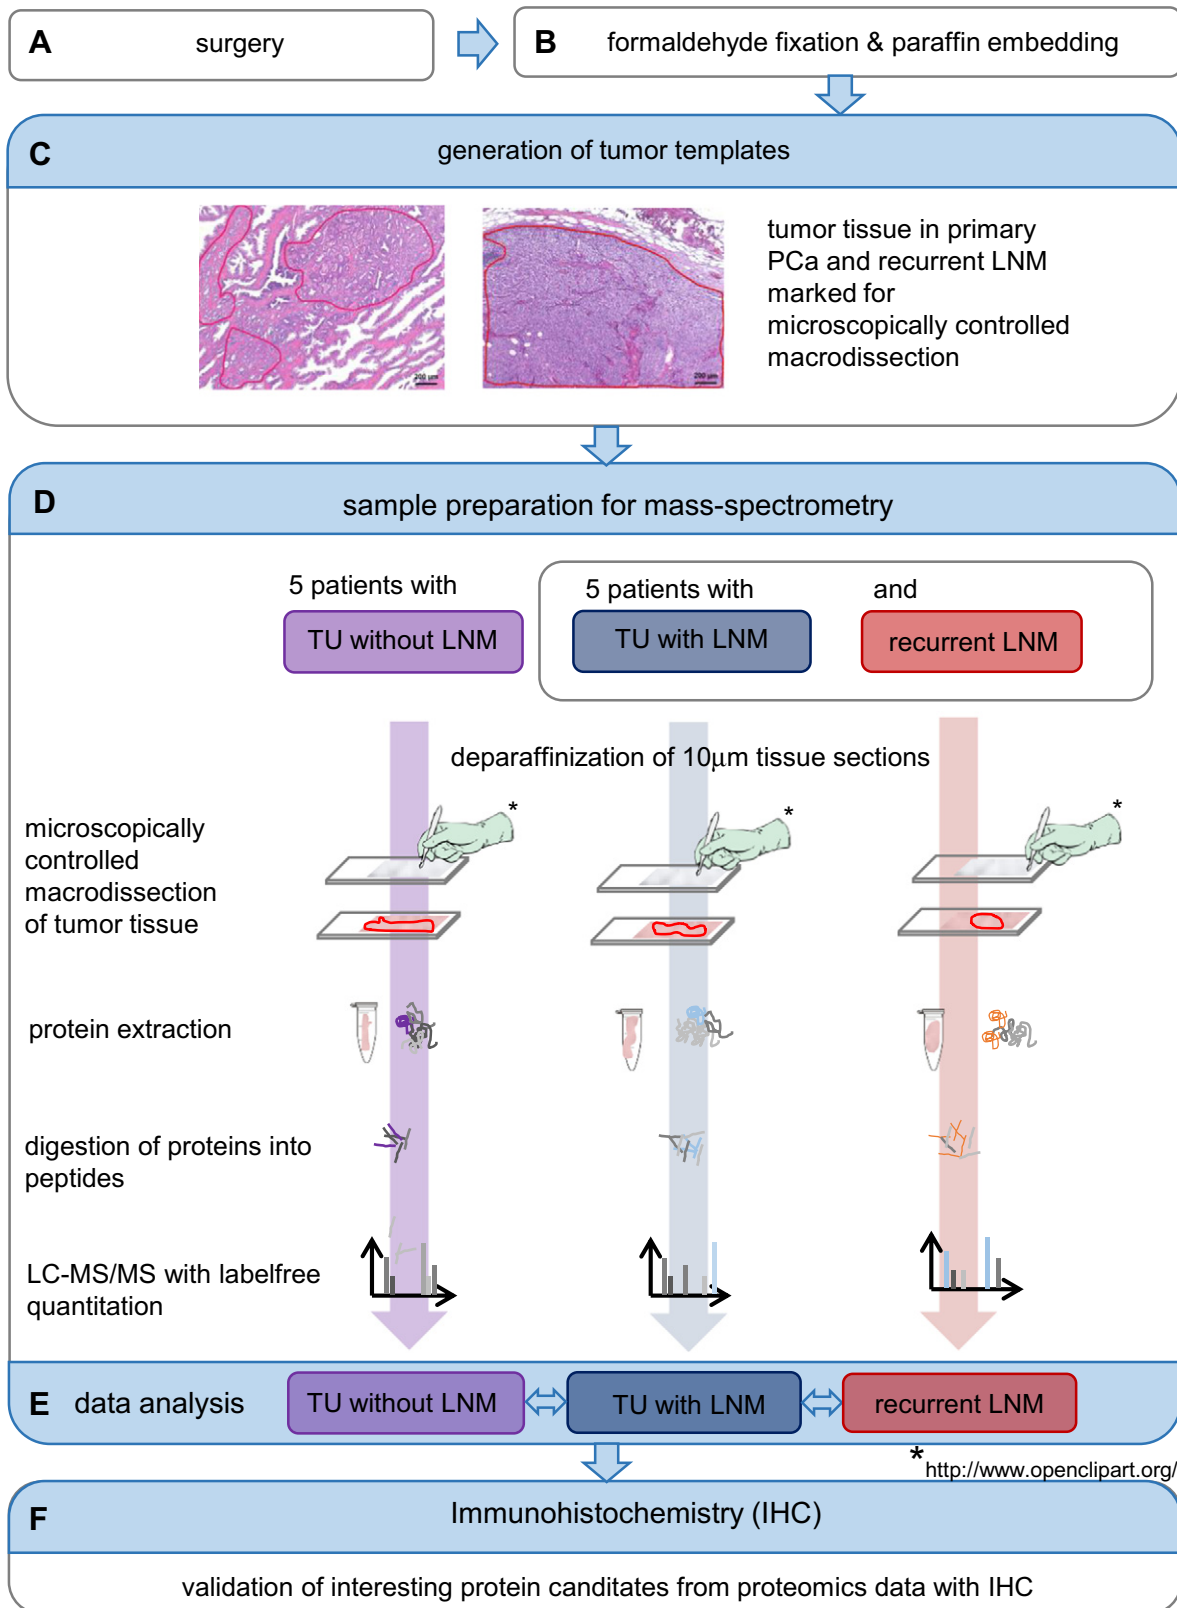 A surgery
B formaldehyde fixation & paraffin embedding
C generation of tumor templates
200 µm
200 µm
tumor tissue in primary
PCa and recurrent LNM
marked for
microscopically controlled
macrodissection
D sample preparation for mass-spectrometry
5 patients with
TU without LNM
5 patients with
TU with LNM
and
recurrent LNM
deparaffinization of 10µm tissue sections
microscopically
controlled
macrodissection
of tumor tissue
*
*
*
protein extraction
digestion of proteins into
peptides
LC-MS/MS with labelfree
quantitation
E data analysis
TU without LNM
TU with LNM
recurrent LNM
*http://www.openclipart.org/
F Immunohistochemistry (IHC)
validation of interesting protein canditates from proteomics data with IHC